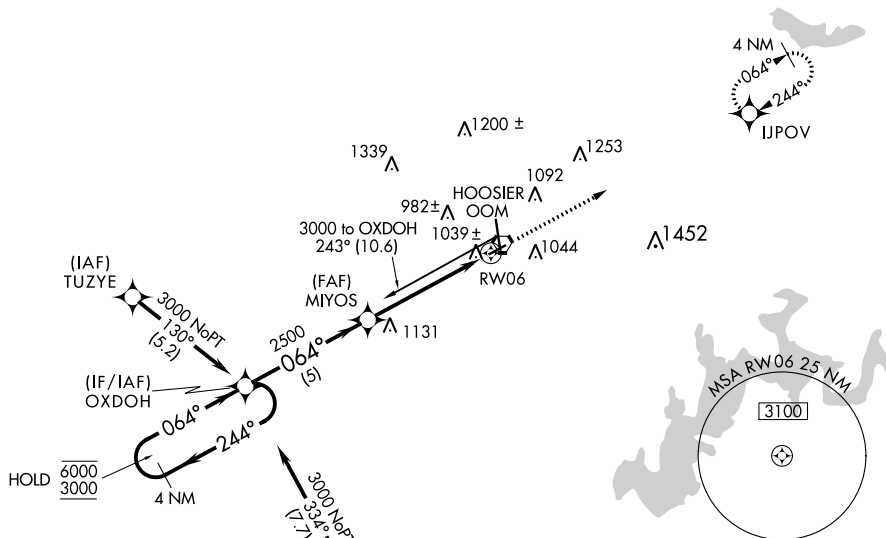 4 NM
064°
244°
IJPOV
1200 ±
1339
1253
1092
HOOSIER
OOM
982±
3000 to OXDOH
243° (10.6)
1039 ±
1044
1452
RW06
(IAF)
TUZYE
(FAF)
MIYOS
3000 NoPT
130°
(5.2)
2500
064°
(5)
1131
(IF/IAF)
OXDOH
064°
244°
HOLD
6000
3000
4 NM
3000 NoPT
334°
(7.7)
MSA RW06 25 NM
3100